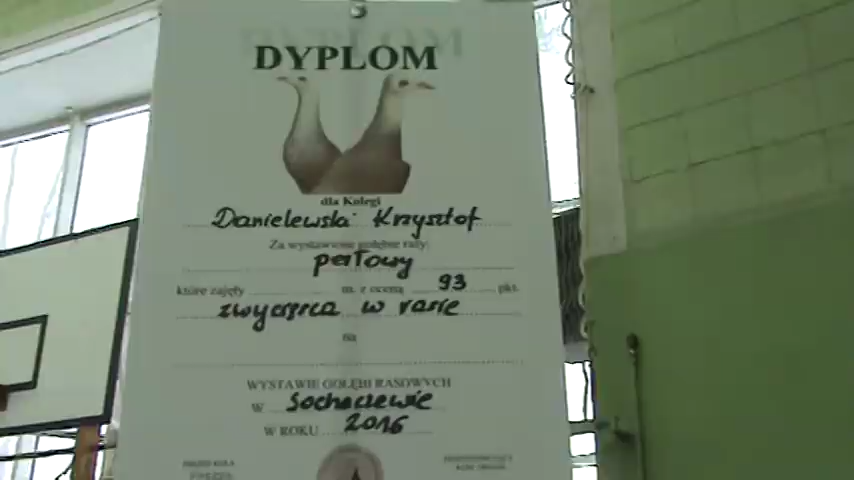 DYPLOM
dla Kolegi
Danielewski Krzysztof
Za wystawione gołębie rasy:
perłowy
które zajęły m. z oceną 93 pkt.
zwycięzca w rasie
na
WYSTAWIE GOŁĘBI RASOWYCH
w Sochaczewie
W ROKU 2016